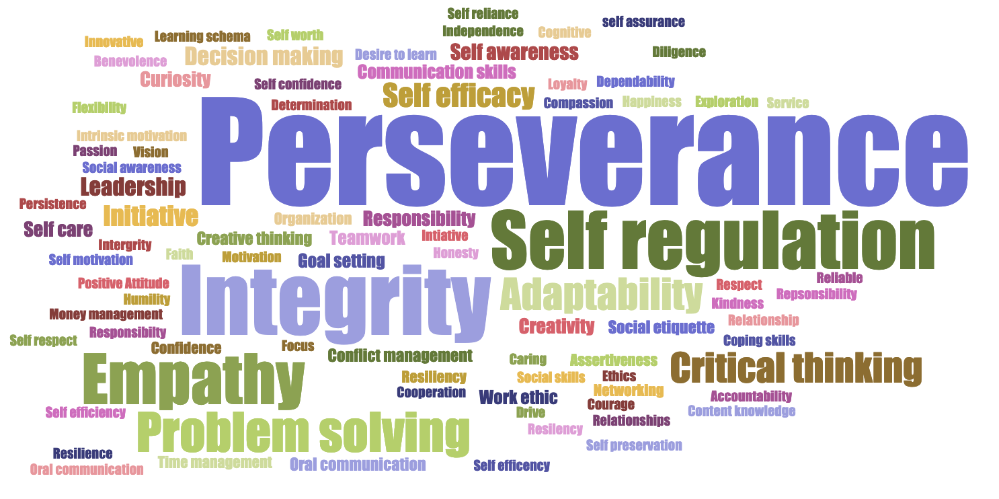 Self reliance
self assurance
Independence
Cognitive
Innovative
Learning schema
Self worth
Decision making
Desire to learn
Self awareness
Diligence
Benevolence
Communication skills
Curiosity
Self confidence
Self efficacy
Loyalty
Dependability
Flexibility
Determination
Compassion
Happiness
Exploration
Service
Perseverance
Intrinsic motivation
Passion
Vision
Social awareness
Leadership
Persistence
Initiative
Organization
Responsibility
Self regulation
Self care
Creative thinking
Teamwork
Intiative
Intergrity
Self motivation
Faith
Motivation
Goal setting
Honesty
Positive Attitude
Integrity
Adaptability
Respect
Reliable
Humility
Kindness
Repsonsibility
Money management
Creativity
Social etiquette
Relationship
Responsibilty
Self respect
Coping skills
Confidence
Focus
Conflict management
Caring
Assertiveness
Critical thinking
Empathy
Resiliency
Social skills
Ethics
Cooperation
Work ethic
Networking
Accountability
Self efficiency
Drive
Courage
Content knowledge
Problem solving
Resilency
Relationships
Self preservation
Resilience
Time management
Oral communication
Self efficency
Oral communication